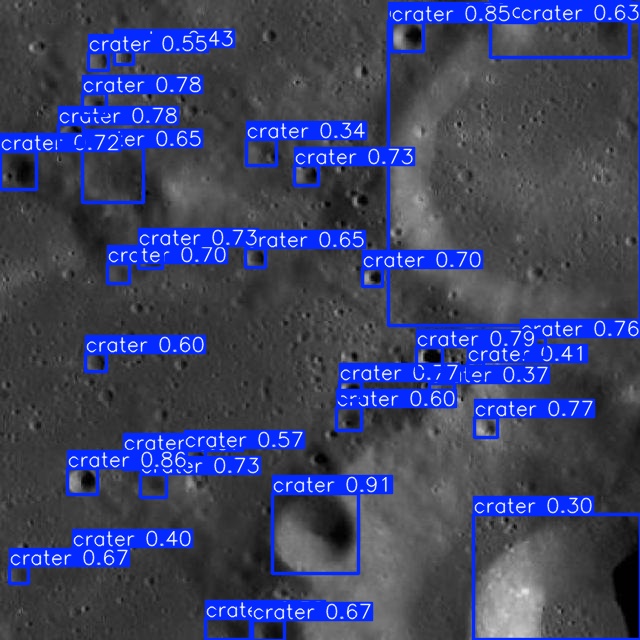 crater 0.85
crater 0.63
crater 0.55
crater 0.78
crater 0.78
crater 0.72
crater 0.65
crater 0.34
crater 0.73
crater 0.73
crater 0.65
crater 0.70
crater 0.70
crater 0.76
crater 0.79
crater 0.60
crater 0.41
crater 0.77
0.37
crater 0.60
crater 0.77
crater
crater 0.57
crater 0.86
0.73
crater 0.91
crater 0.30
crater 0.40
crater 0.67
crater 0.67